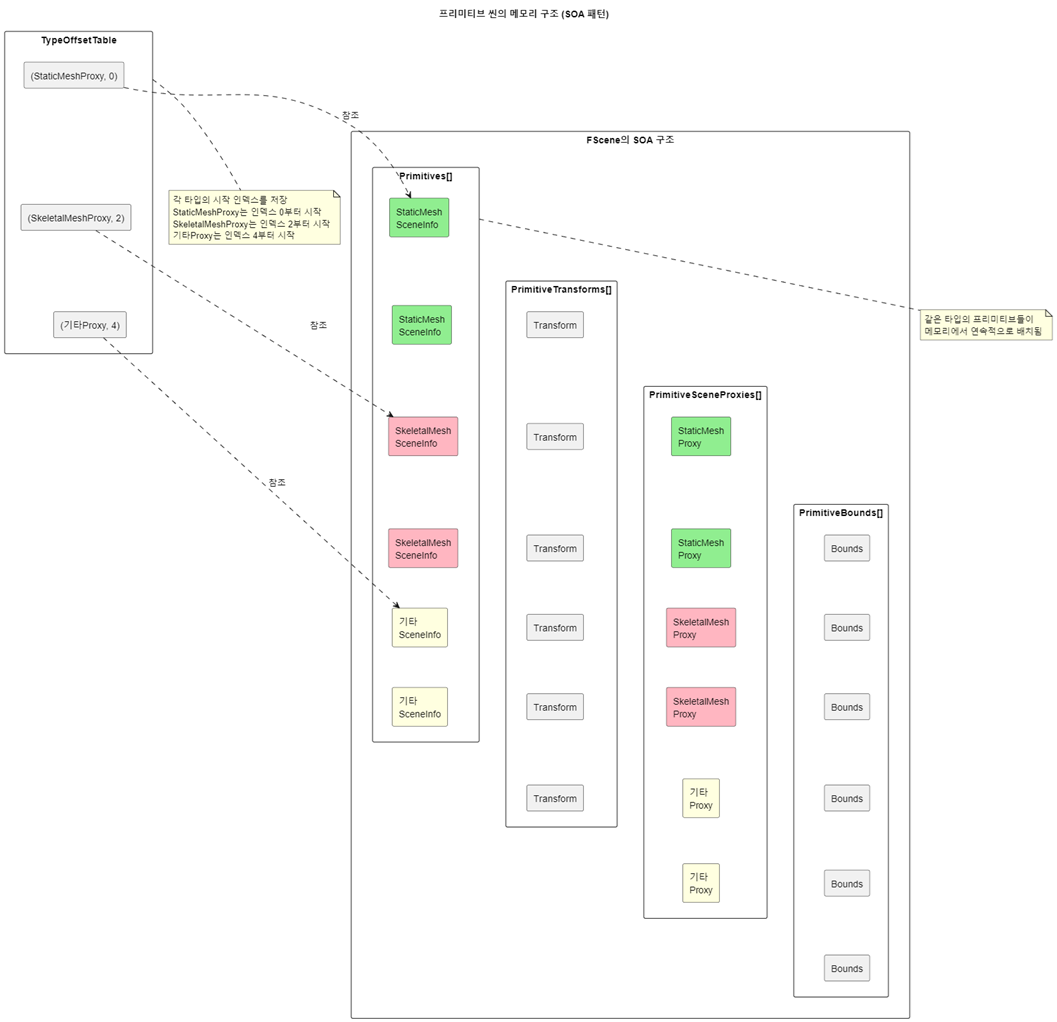 프리미티브 씬의 메모리 구조 (SOA 패턴)
TypeOffsetTable
(StaticMeshProxy, 0)
(SkeletalMeshProxy, 2)
(기타Proxy, 4)
각 타입의 시작 인덱스를 저장
StaticMeshProxy는 인덱스 0부터 시작
SkeletalMeshProxy는 인덱스 2부터 시작
기타Proxy는 인덱스 4부터 시작
참조
참조
참조
FScene의 SOA 구조
Primitives[]
StaticMesh
SceneInfo
StaticMesh
SceneInfo
SkeletalMesh
SceneInfo
SkeletalMesh
SceneInfo
기타
SceneInfo
기타
SceneInfo
PrimitiveTransforms[]
Transform
Transform
Transform
Transform
Transform
Transform
PrimitiveSceneProxies[]
StaticMesh
Proxy
StaticMesh
Proxy
SkeletalMesh
Proxy
SkeletalMesh
Proxy
기타
Proxy
기타
Proxy
PrimitiveBounds[]
Bounds
Bounds
Bounds
Bounds
Bounds
Bounds
같은 타입의 프리미티브들이
메모리에서 연속적으로 배치됨